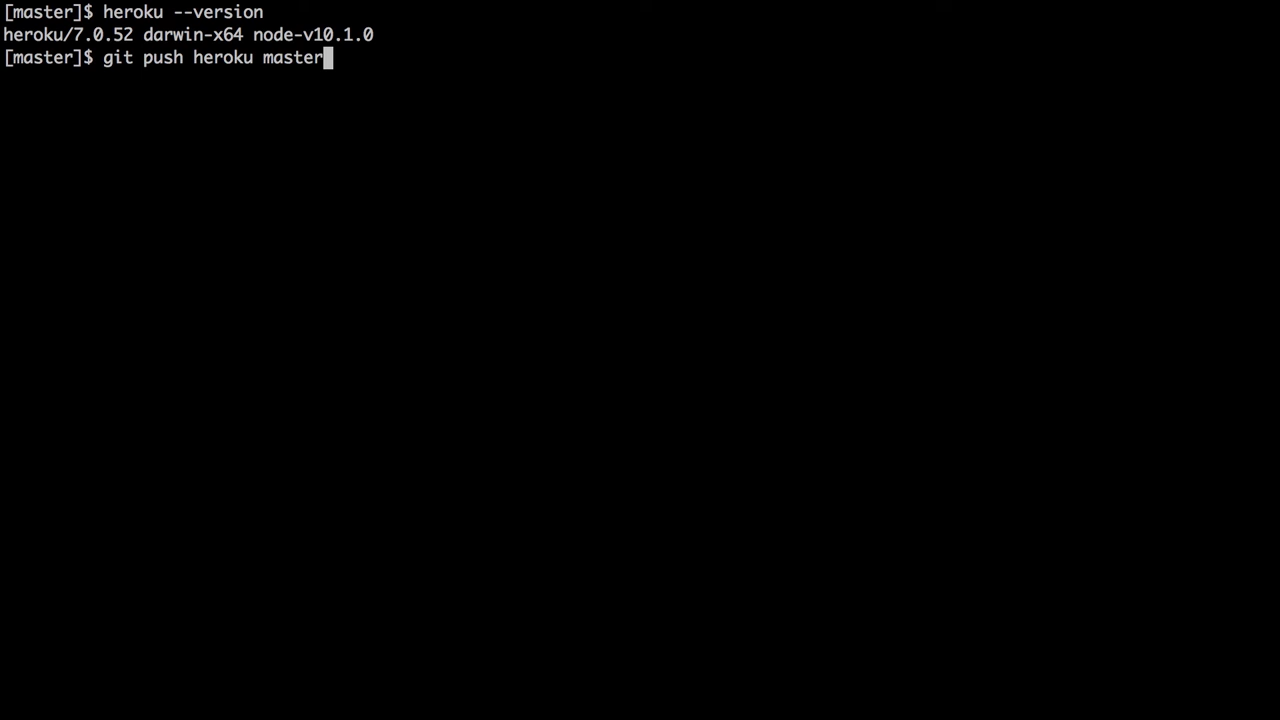 [master]$ heroku --version
heroku/7.0.52 darwin-x64 node-v10.1.0
[master]$ git push heroku master